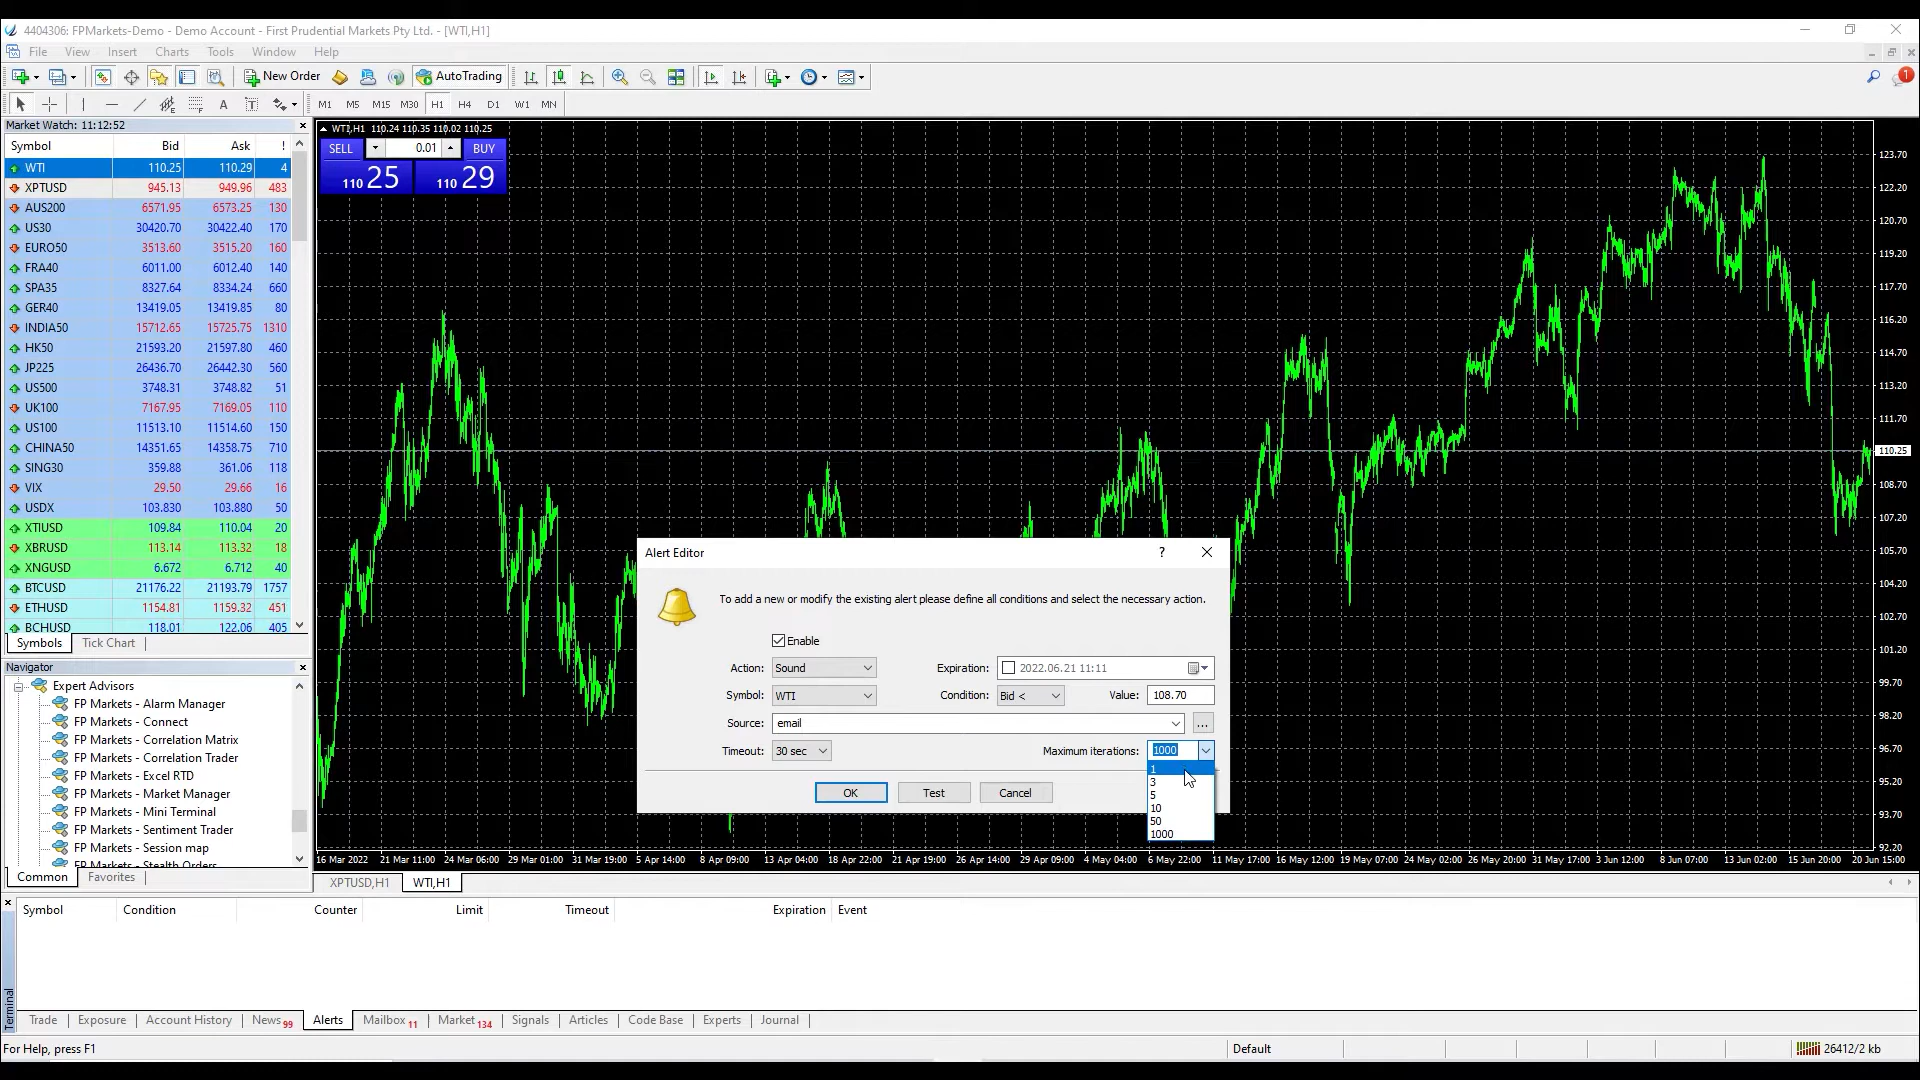 4404306: FPMarkets-Demo - Demo Account - First Prudential Markets Pty Ltd. - [WTI,H1]
File View Insert Charts Tools Window Help
New Order AutoTrading 1
M1 M5 M15 M30 H1 H4 D1 W1 MN
Market Watch: 11:12:52
Symbol Bid Ask !
WTI 110.25 110.29 4
XPTUSD 945.13 949.96 483
AUS200 6571.95 6573.25 130
US30 30420.70 30422.40 170
EURO50 3513.60 3515.20 160
FRA40 6011.00 6012.40 140
SPA35 8327.64 8334.24 660
GER40 13419.05 13419.85 80
INDIA50 15712.65 15725.75 1310
HK50 21593.20 21597.80 460
JP225 26436.70 26442.30 560
US500 3748.31 3748.82 51
UK100 7167.95 7169.05 110
US100 11513.10 11514.60 150
CHINA50 14351.65 14358.75 710
SING30 359.88 361.06 118
VIX 29.50 29.66 16
USDX 103.830 103.880 50
XTIUSD 109.84 110.04 20
XBRUSD 113.14 113.32 18
XNGUSD 6.672 6.712 40
BTCUSD 21176.22 21193.79 1757
ETHUSD 1154.81 1159.32 451
BCHUSD 118.01 122.06 405
Symbols Tick Chart
Navigator
Expert Advisors
FP Markets - Alarm Manager
FP Markets - Connect
FP Markets - Correlation Matrix
FP Markets - Correlation Trader
FP Markets - Excel RTD
FP Markets - Market Manager
FP Markets - Mini Terminal
FP Markets - Sentiment Trader
FP Markets - Session map
FP Markets - Stealth Orders
Common Favorites
WTI,H1 110.24 110.35 110.02 110.25
SELL 0.01 BUY
110 25 110 29
123.70
122.20
120.70
119.20
117.70
116.20
114.70
113.20
111.70
110.25
108.70
107.20
105.70
104.20
102.70
101.20
99.70
98.20
96.70
95.20
93.70
92.20
16 Mar 2022 21 Mar 11:00 24 Mar 06:00 29 Mar 01:00 31 Mar 19:00 5 Apr 14:00 8 Apr 09:00 13 Apr 04:00 18 Apr 22:00 21 Apr 19:00 26 Apr 14:00 29 Apr 09:00 4 May 04:00 6 May 22:00 11 May 17:00 16 May 12:00 19 May 07:00 24 May 02:00 26 May 20:00 31 May 17:00 3 Jun 12:00 8 Jun 07:00 13 Jun 02:00 15 Jun 20:00 20 Jun 15:00
Alert Editor ?
To add a new or modify the existing alert please define all conditions and select the necessary action.
Enable
Action: Sound Expiration: 2022.06.21 11:11
Symbol: WTI Condition: Bid < Value: 108.70
Source: email ...
Timeout: 30 sec Maximum iterations: 1000
1
3
5
10
50
1000
OK Test Cancel
XPTUSD,H1 WTI,H1
Symbol Condition Counter Limit Timeout Expiration Event
Terminal
Trade Exposure Account History News 99 Alerts Mailbox 11 Market 134 Signals Articles Code Base Experts Journal
For Help, press F1 Default 26412/2 kb